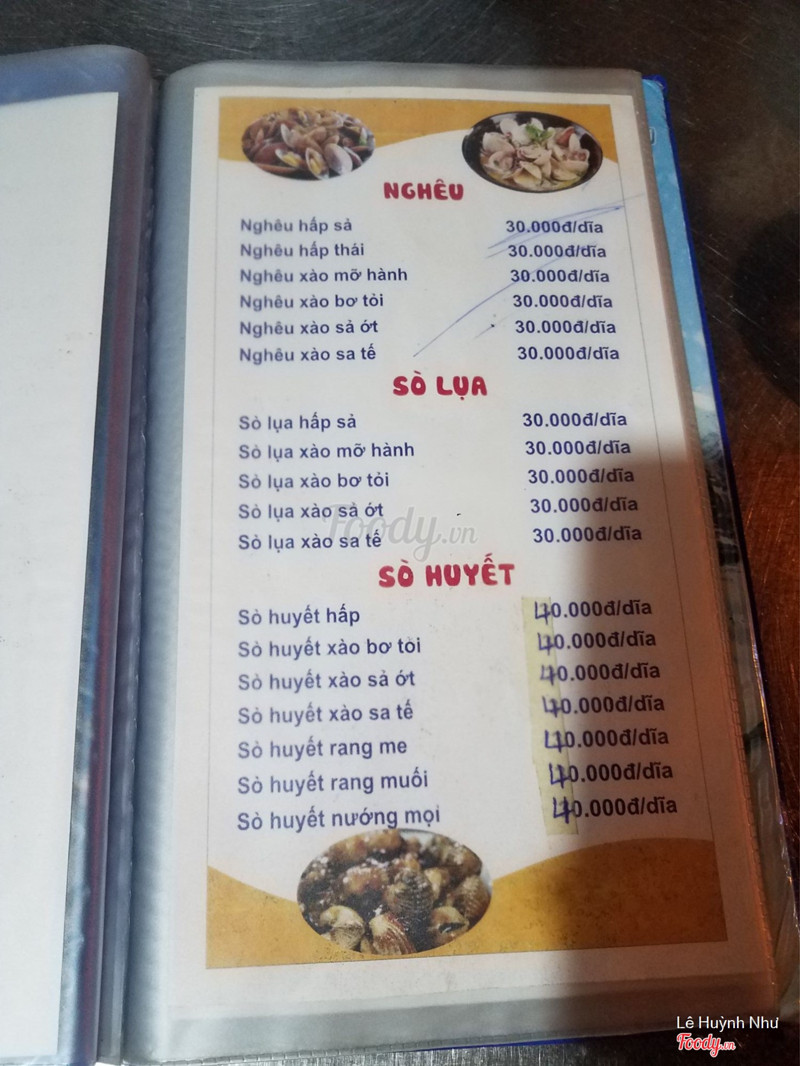 NGHÊU
Nghêu hấp sả 30.000đ/dĩa
Nghêu hấp thái 30.000đ/dĩa
Nghêu xào mỡ hành 30.000đ/dĩa
Nghêu xào bơ tỏi 30.000đ/dĩa
Nghêu xào sả ớt 30.000đ/dĩa
Nghêu xào sa tế 30.000đ/dĩa
SÒ LỤA
Sò lụa hấp sả 30.000đ/dĩa
Sò lụa xào mỡ hành 30.000đ/dĩa
Sò lụa xào bơ tỏi 30.000đ/dĩa
Sò lụa xào sả ớt 30.000đ/dĩa
Sò lụa xào sa tế 30.000đ/dĩa
Foody.vn
SÒ HUYẾT
Sò huyết hấp 40.000đ/dĩa
Sò huyết xào bơ tỏi 40.000đ/dĩa
Sò huyết xào sả ớt 40.000đ/dĩa
Sò huyết xào sa tế 40.000đ/dĩa
Sò huyết rang me 40.000đ/dĩa
Sò huyết rang muối 40.000đ/dĩa
Sò huyết nướng mọi 40.000đ/dĩa
Lê Huỳnh Như
Foody.vn